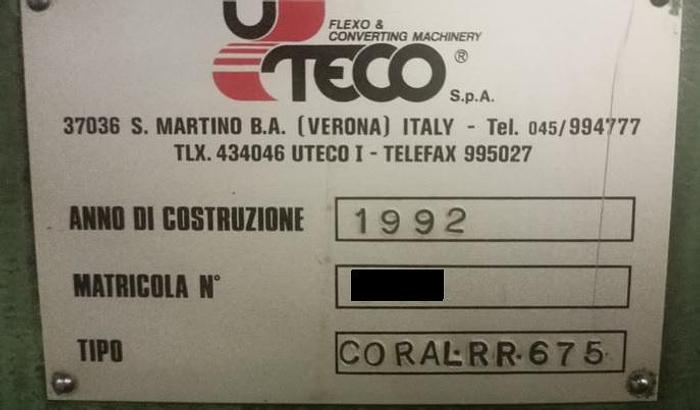 FLEXO &
CONVERTING MACHINERY
UTECO ® S.p.A.
37036 S. MARTINO B.A. (VERONA) ITALY - Tel. 045/994777
TLX. 434046 UTECO I - TELEFAX 995027
ANNO DI COSTRUZIONE 1992
MATRICOLA N°
TIPO CORAL·RR·675